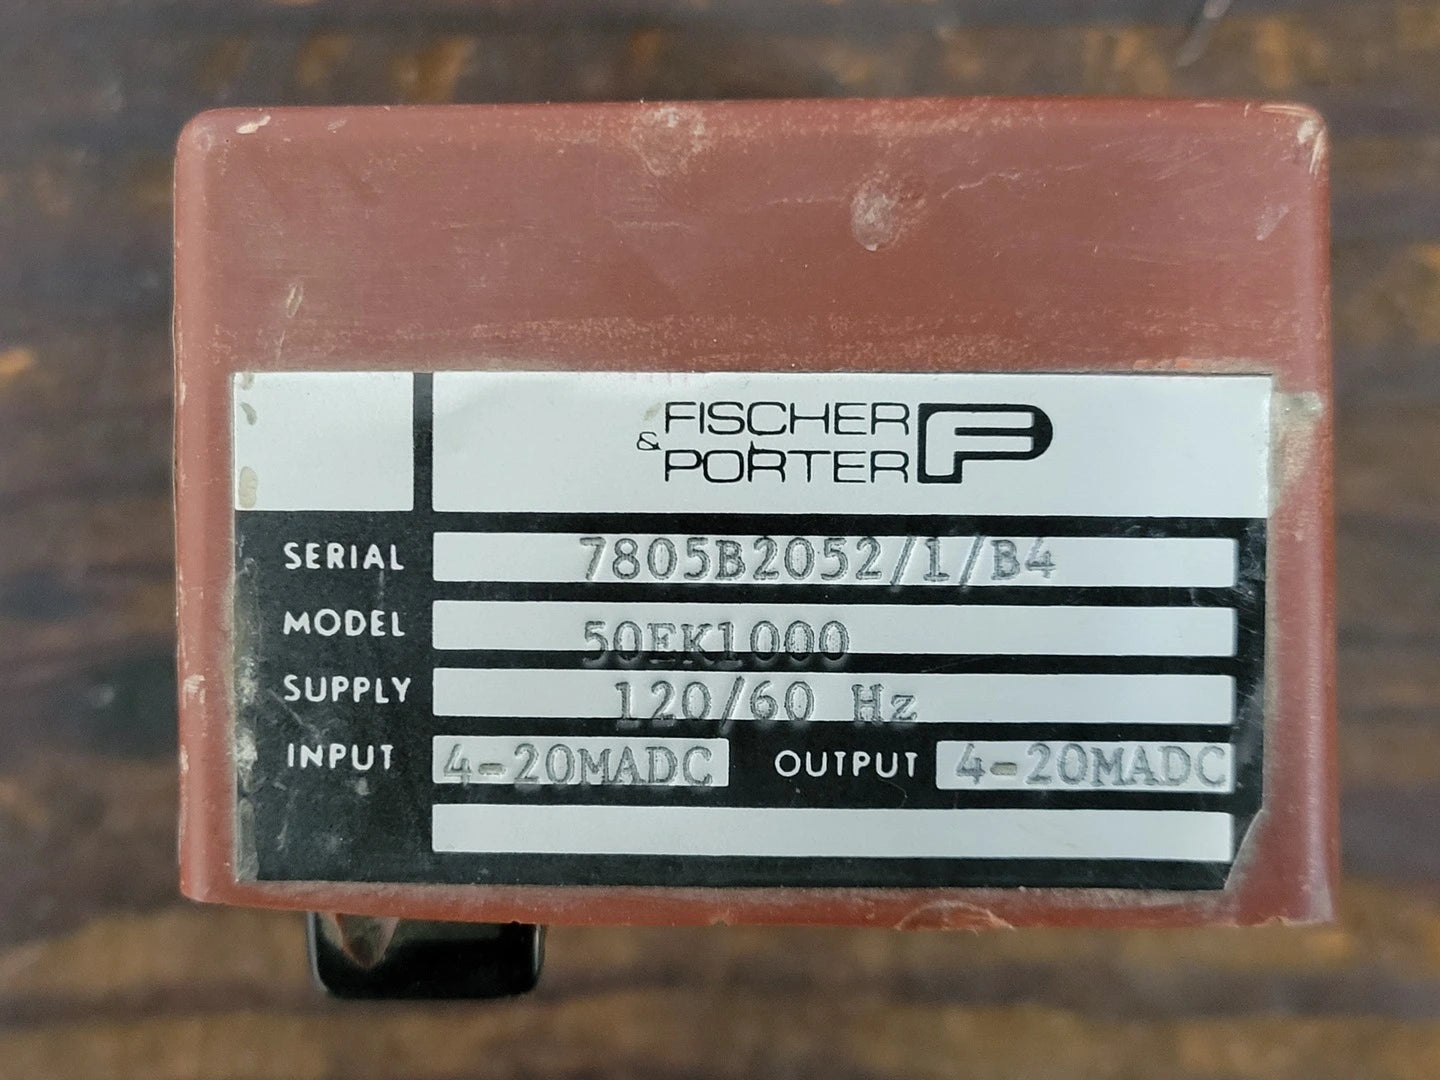 FISCHER
& PORTER
SERIAL 7805B2052/1/B4
MODEL 50EK1000
SUPPLY 120/60 Hz
INPUT 4-20MADC OUTPUT 4-20MADC